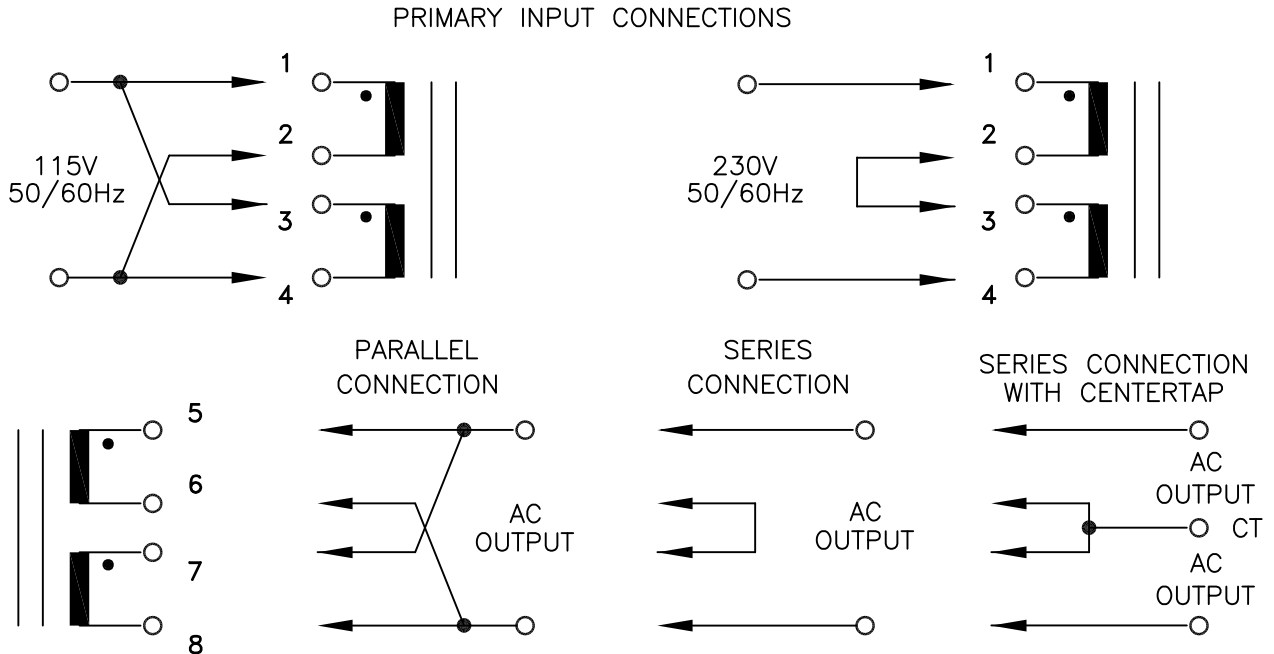 PRIMARY INPUT CONNECTIONS
1
2
115V
50/60Hz
3
4
1
2
230V
50/60Hz
3
4
PARALLEL
CONNECTION
SERIES
CONNECTION
SERIES CONNECTION
WITH CENTERTAP
5
6
7
8
AC
OUTPUT
AC
OUTPUT
AC
OUTPUT
CT
AC
OUTPUT